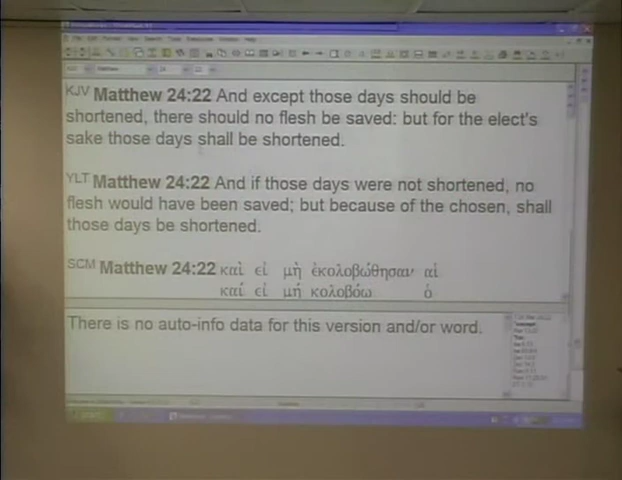 KJV Matthew 24:22 And except those days should be
shortened, there should no flesh be saved: but for the elect's
sake those days shall be shortened.
YLT Matthew 24:22 And if those days were not shortened, no
flesh would have been saved; but because of the chosen, shall
those days be shortened.
SCM Matthew 24:22 καὶ εἰ μὴ ἐκολοβώθησαν αἱ
καί εἰ μή κολοβόω ὁ
There is no auto-info data for this version and/or word.